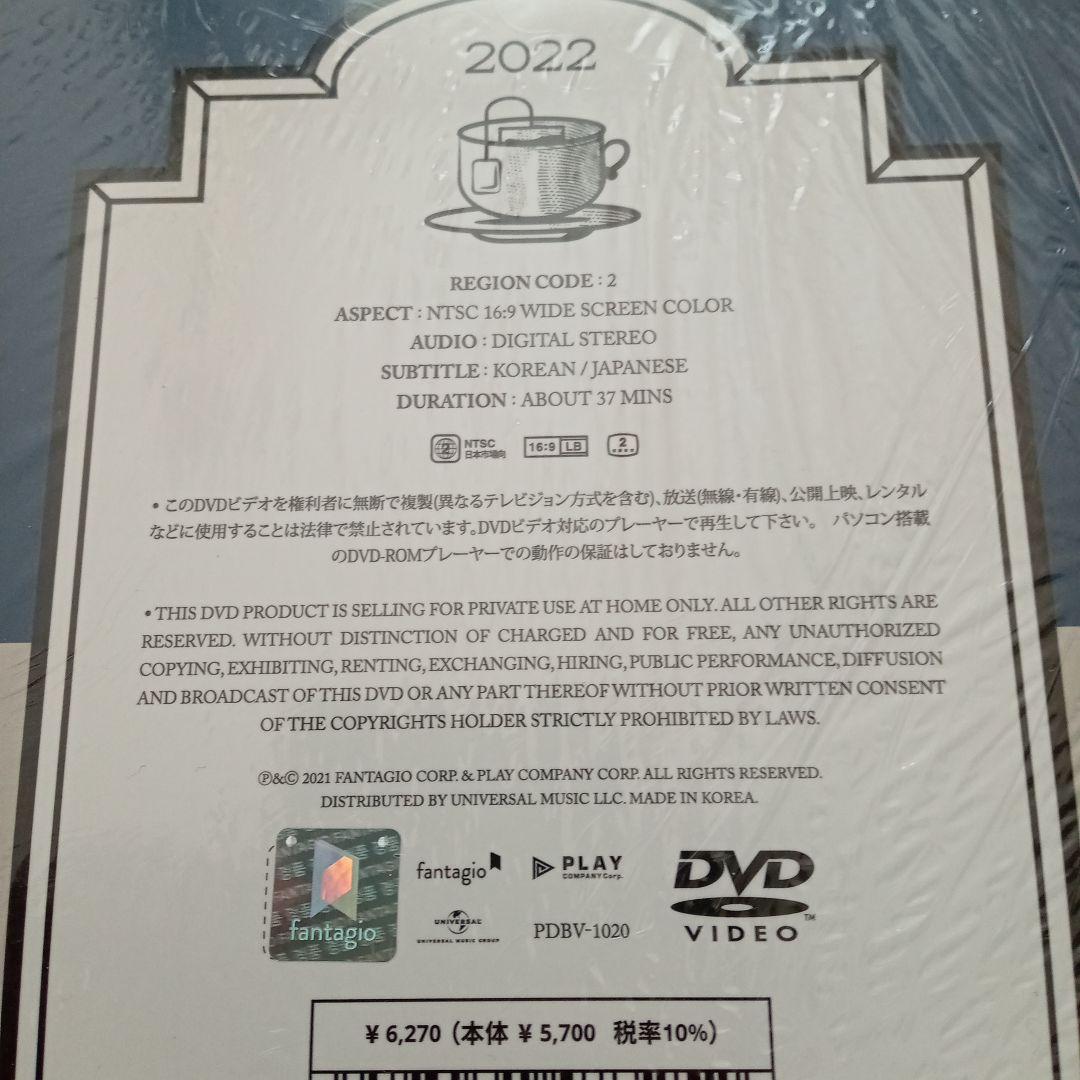 2022
REGION CODE : 2
ASPECT : NTSC 16:9 WIDE SCREEN COLOR
AUDIO : DIGITAL STEREO
SUBTITLE : KOREAN / JAPANESE
DURATION : ABOUT 37 MINS
2 NTSC 日本市場向 16:9 LB 2
• このDVDビデオを権利者に無断で複製(異なるテレビジョン方式を含む)、放送(無線・有線)、公開上映、レンタル
などに使用することは法律で禁止されています。DVDビデオ対応のプレーヤーで再生して下さい。 パソコン搭載
のDVD-ROMプレーヤーでの動作の保証はしておりません。
• THIS DVD PRODUCT IS SELLING FOR PRIVATE USE AT HOME ONLY. ALL OTHER RIGHTS ARE
RESERVED. WITHOUT DISTINCTION OF CHARGED AND FOR FREE, ANY UNAUTHORIZED
COPYING, EXHIBITING, RENTING, EXCHANGING, HIRING, PUBLIC PERFORMANCE, DIFFUSION
AND BROADCAST OF THIS DVD OR ANY PART THEREOF WITHOUT PRIOR WRITTEN CONSENT
OF THE COPYRIGHTS HOLDER STRICTLY PROHIBITED BY LAWS.
Ⓟ&© 2021 FANTAGIO CORP. & PLAY COMPANY CORP. ALL RIGHTS RESERVED.
DISTRIBUTED BY UNIVERSAL MUSIC LLC. MADE IN KOREA.
fantagio
fantagio PLAY COMPANY Corp.
UNIVERSAL UNIVERSAL MUSIC GROUP PDBV-1020
DVD VIDEO TM
¥ 6,270 (本体 ¥ 5,700 税率10%)